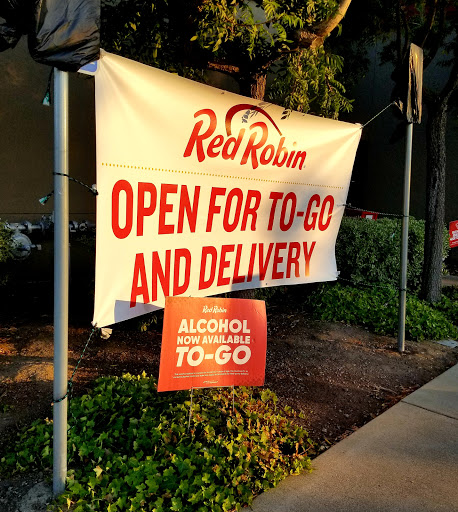 Red Robin
OPEN FOR TO-GO
AND DELIVERY
Red Robin
ALCOHOL
NOW AVAILABLE
TO-GO